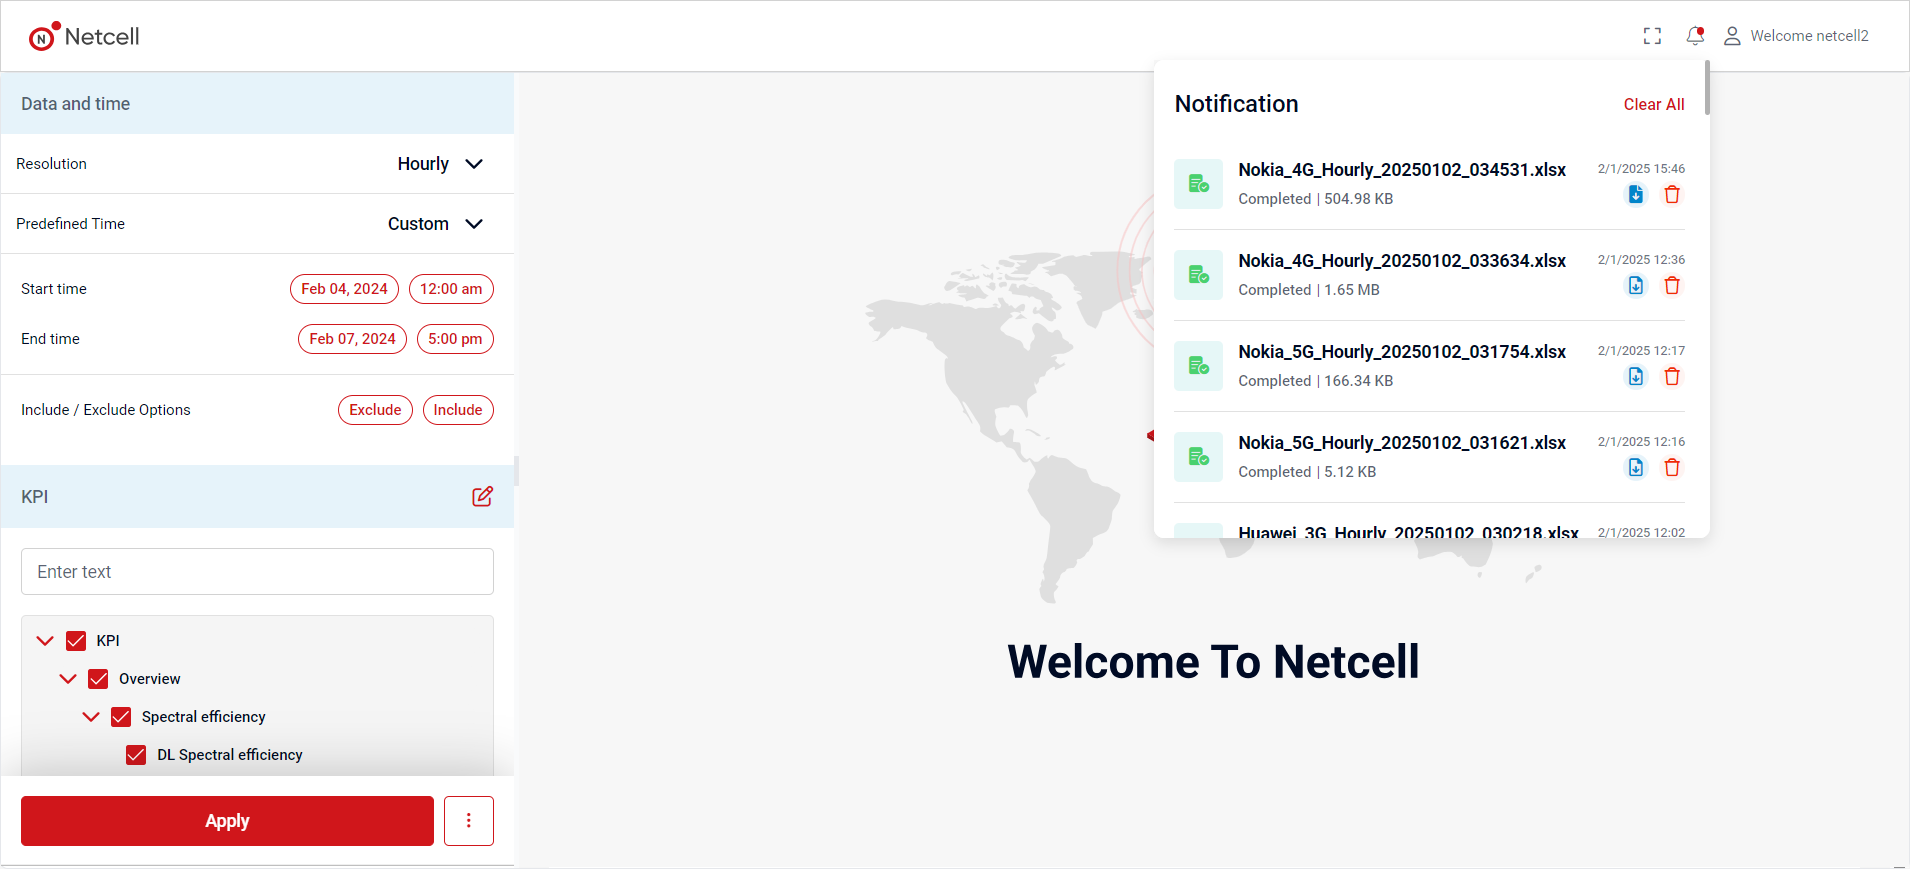 N Netcell
Welcome netcell2
Data and time
Resolution Hourly
Predefined Time Custom
Start time Feb 04, 2024 12:00 am
End time Feb 07, 2024 5:00 pm
Include / Exclude Options Exclude Include
KPI
Enter text
KPI
Overview
Spectral efficiency
DL Spectral efficiency
Apply
Notification Clear All
Nokia_4G_Hourly_20250102_034531.xlsx 2/1/2025 15:46
Completed | 504.98 KB
Nokia_4G_Hourly_20250102_033634.xlsx 2/1/2025 12:36
Completed | 1.65 MB
Nokia_5G_Hourly_20250102_031754.xlsx 2/1/2025 12:17
Completed | 166.34 KB
Nokia_5G_Hourly_20250102_031621.xlsx 2/1/2025 12:16
Completed | 5.12 KB
Huawei_3G_Hourly_20250102_030218.xlsx 2/1/2025 12:02
Welcome To Netcell